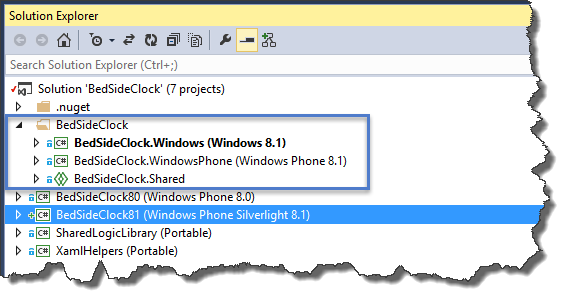 Solution Explorer
Search Solution Explorer (Ctrl+;)
Solution 'BedSideClock' (7 projects)
.nuget
BedSideClock
C# BedSideClock.Windows (Windows 8.1)
C# BedSideClock.WindowsPhone (Windows Phone 8.1)
BedSideClock.Shared
C# BedSideClock80 (Windows Phone 8.0)
C# BedSideClock81 (Windows Phone Silverlight 8.1)
C# SharedLogicLibrary (Portable)
C# XamlHelpers (Portable)